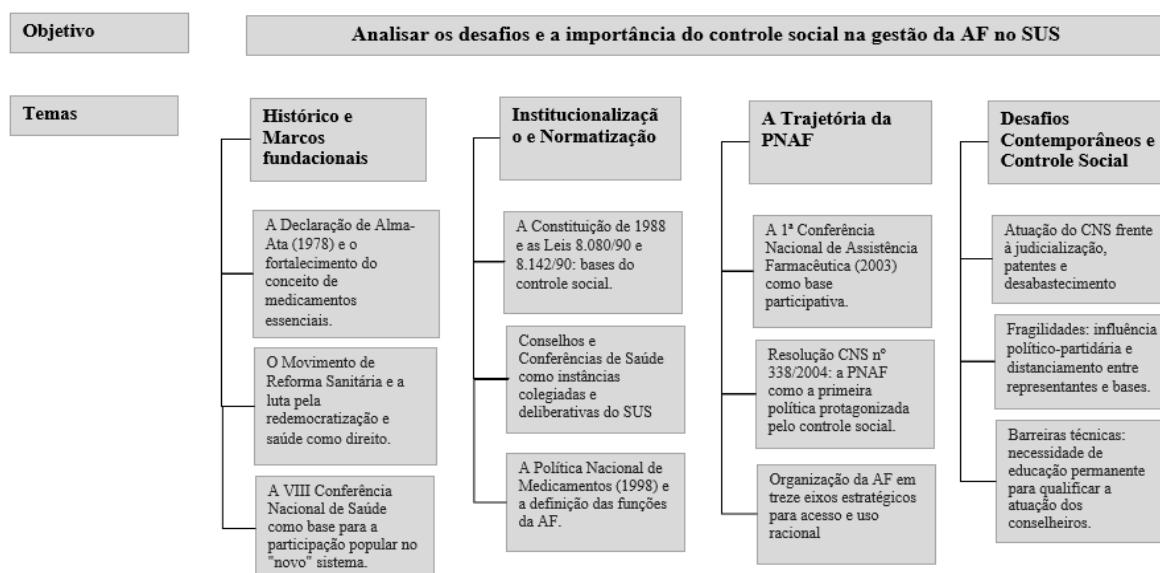 Objetivo
Analisar os desafios e a importância do controle social na gestão da AF no SUS
Temas
Histórico e
Marcos
fundacionais
A Declaração de Alma-
Ata (1978) e o
fortalecimento do
conceito de
medicamentos
essenciais.
O Movimento de
Reforma Sanitária e a
luta pela
redemocratização e
saúde como direito.
A VIII Conferência
Nacional de Saúde
como base para a
participação popular no
"novo" sistema.
Institucionalizaçã
o e Normatização
A Constituição de 1988
e as Leis 8.080/90 e
8.142/90: bases do
controle social.
Conselhos e
Conferências de Saúde
como instâncias
colegiadas e
deliberativas do SUS
A Política Nacional de
Medicamentos (1998) e
a definição das funções
da AF.
A Trajetória da
PNAF
A 1ª Conferência
Nacional de Assistência
Farmacêutica (2003)
como base
participativa.
Resolução CNS nº
338/2004: a PNAF
como a primeira
política protagonizada
pelo controle social.
Organização da AF em
treze eixos estratégicos
para acesso e uso
racional
Desafios
Contemporâneos e
Controle Social
Atuação do CNS frente
à judicialização,
patentes e
desabastecimento
Fragilidades: influência
político-partidária e
distanciamento entre
representantes e bases.
Barreiras técnicas:
necessidade de
educação permanente
para qualificar a
atuação dos
conselheiros.